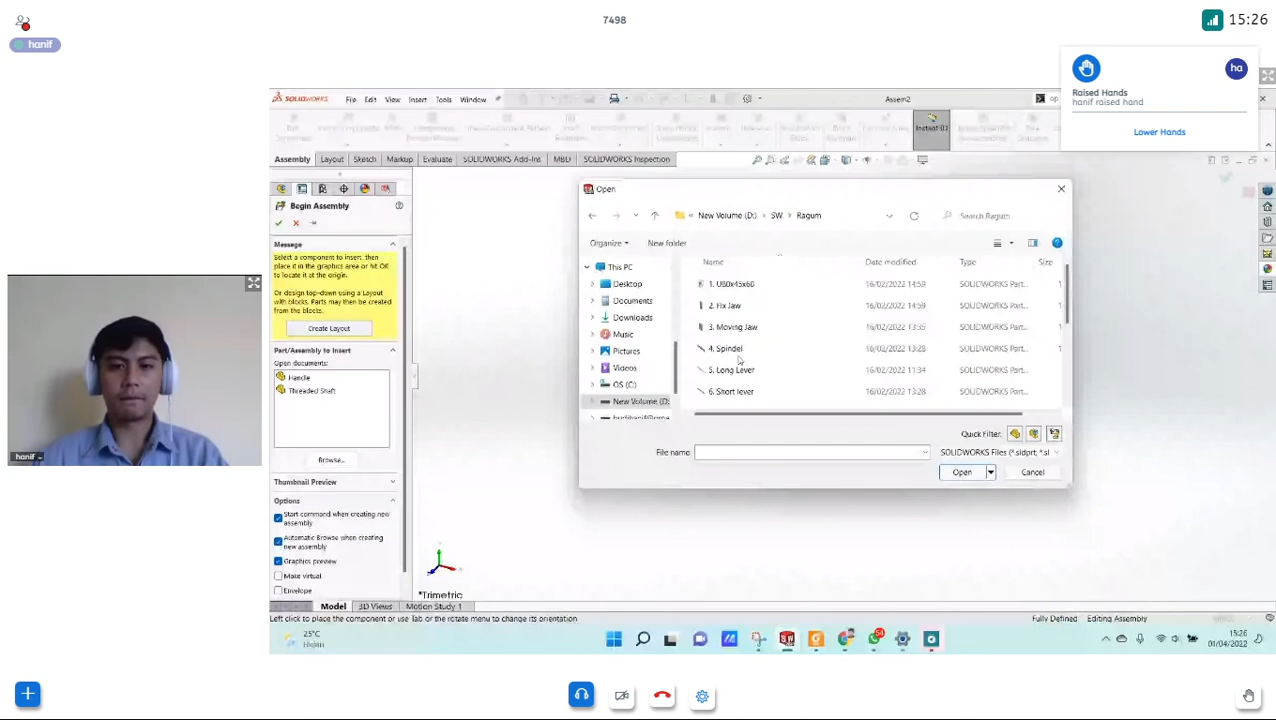 7498
15:26
hanif
ha
Raised Hands
hanif raised hand
Lower Hands
SOLIDWORKS File Edit View Insert Tools Window
Assem2
Instant3D
Assembly Layout Sketch Markup Evaluate SOLIDWORKS Add-Ins MBD SOLIDWORKS Inspection
Begin Assembly
Message
Select a component to insert, then
place it in the graphics area or hit OK
to locate it at the origin.
Or design top-down using a Layout
with blocks. Parts may then be created
from the blocks.
Create Layout
Part/Assembly to Insert
Open documents:
Handle
Threaded Shaft
Browse...
Thumbnail Preview
Options
Start command when creating new
assembly
Automatic Browse when creating
new assembly
Graphics preview
Make virtual
Envelope
Open
« New Volume (D:) > SW > Ragum
Search Ragum
Organize New folder
This PC
Desktop
Documents
Downloads
Music
Pictures
Videos
OS (C:)
New Volume (D:
Name Date modified Type Size
1. U80x45x60 16/02/2022 14:59 SOLIDWORKS Part... 1
2. Fix Jaw 16/02/2022 14:59 SOLIDWORKS Part...
3. Moving Jaw 16/02/2022 13:35 SOLIDWORKS Part... 1
4. Spindel 16/02/2022 13:28 SOLIDWORKS Part...
5. Long Lever 16/02/2022 11:34 SOLIDWORKS Part...
6. Short lever 16/02/2022 13:28 SOLIDWORKS Part...
Quick Filter:
File name
SOLIDWORKS Files (*.sldprt; *.sl
Open Cancel
*Trimetric
Model 3D Views Motion Study 1
Left click to place the component or use Tab or the rotate menu to change its orientation
Fully Defined Editing Assembly
25°C
Hujan
54
15:26
01/04/2022
hanif